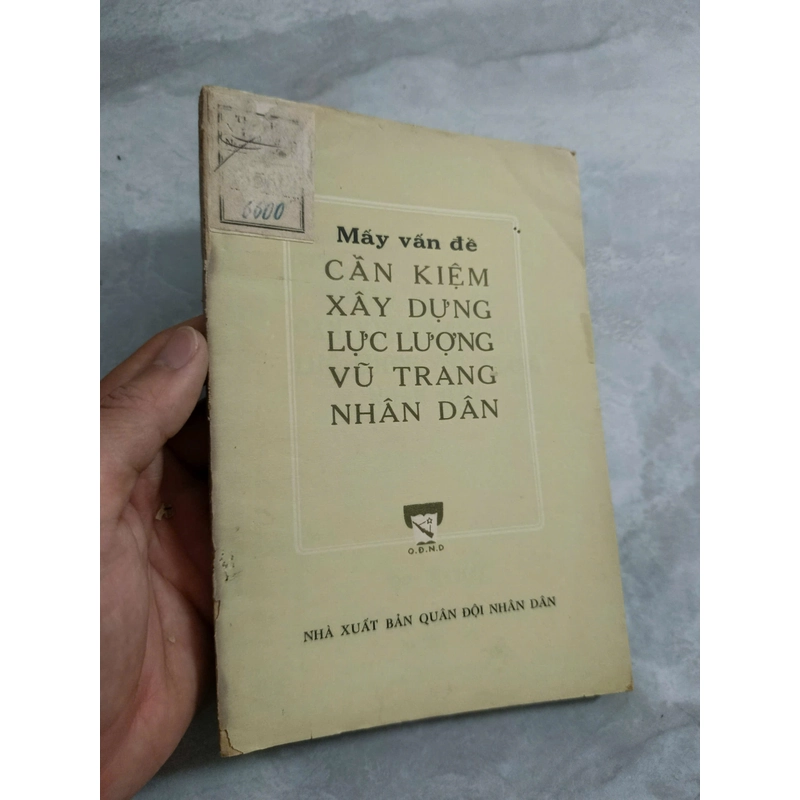 6600
Mấy vấn đề
CẦN KIỆM
XÂY DỰNG
LỰC LƯỢNG
VŨ TRANG
NHÂN DÂN
Q.Đ.N.D
NHÀ XUẤT BẢN QUÂN ĐỘI NHÂN DÂN